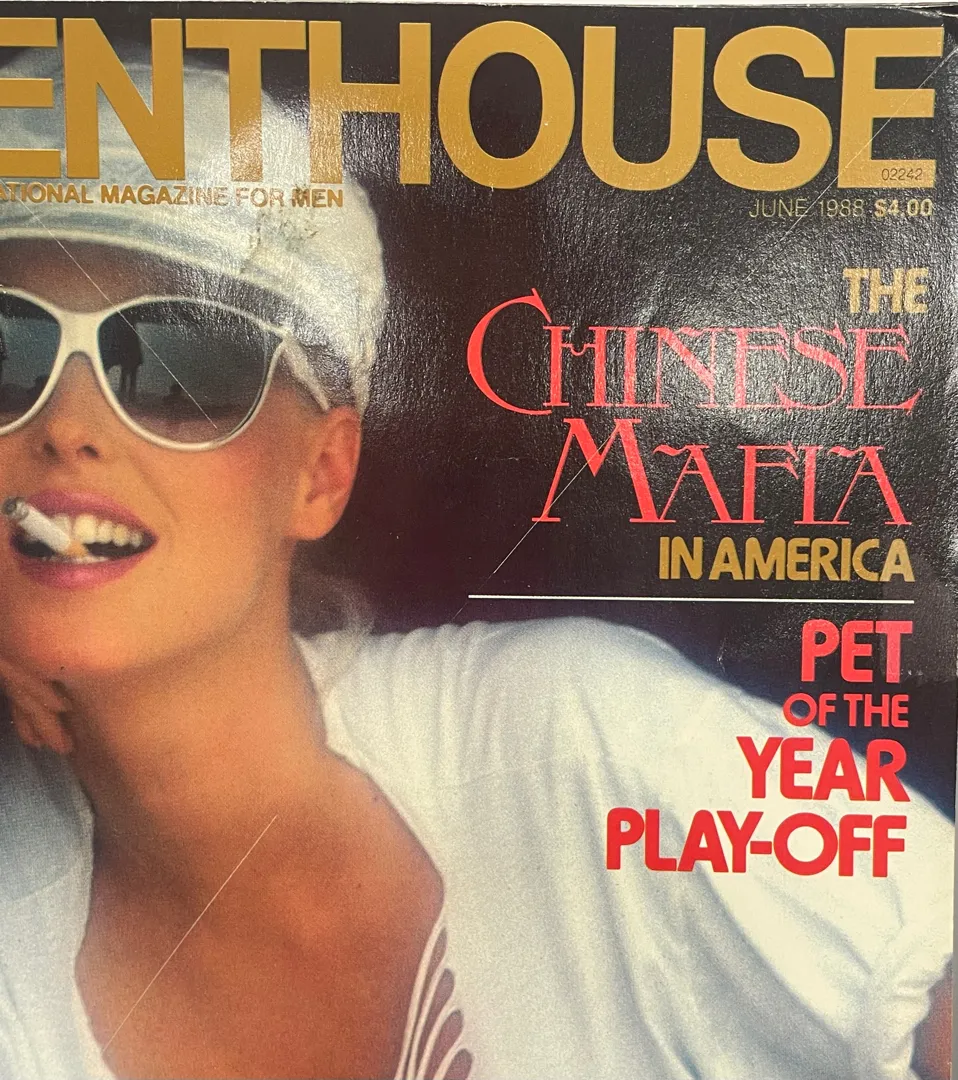 ENTHOUSE
02242
ATIONAL MAGAZINE FOR MEN
JUNE 1988 $4.00
THE
CHINESE
MAFIA
IN AMERICA
PET
OF THE
YEAR
PLAY-OFF